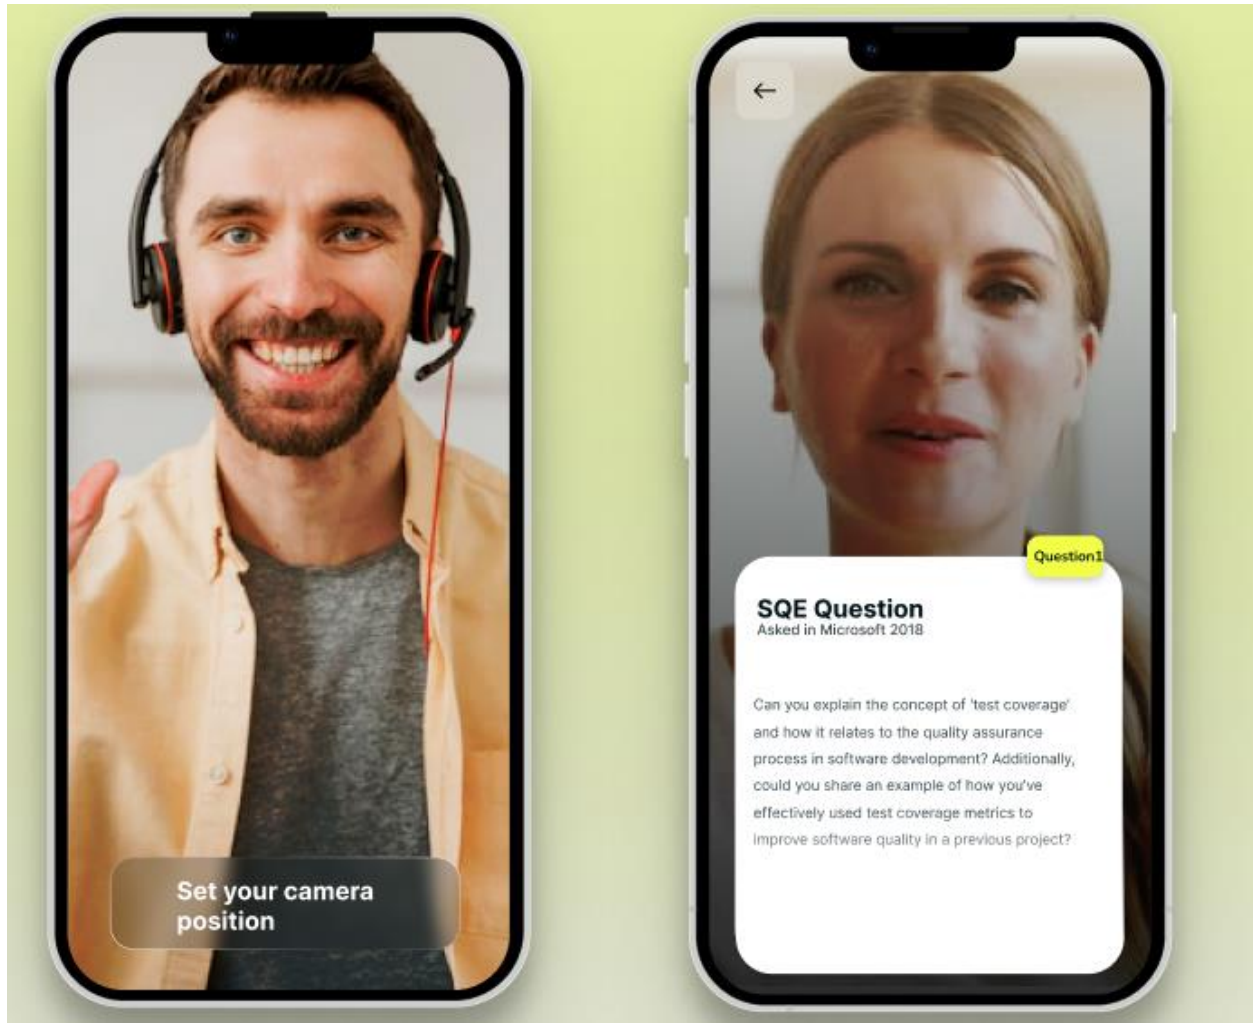 Set your camera
position
Question1
SQE Question
Asked in Microsoft 2018
Can you explain the concept of 'test coverage'
and how it relates to the quality assurance
process in software development? Additionally,
could you share an example of how you've
effectively used test coverage metrics to
improve software quality in a previous project?